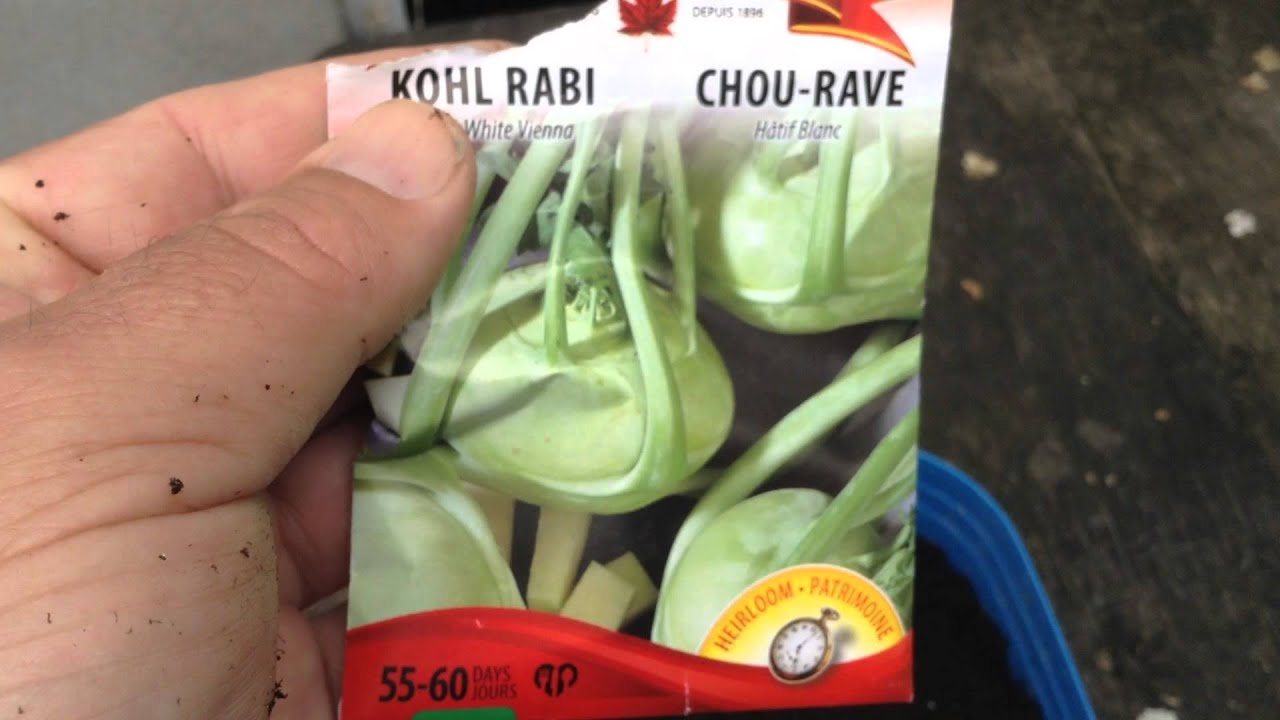 DEPUIS 1896
KOHL RABI
White Vienna
CHOU-RAVE
Hâtif Blanc
HEIRLOOM • PATRIMOINE
55-60 DAYS
JOURS